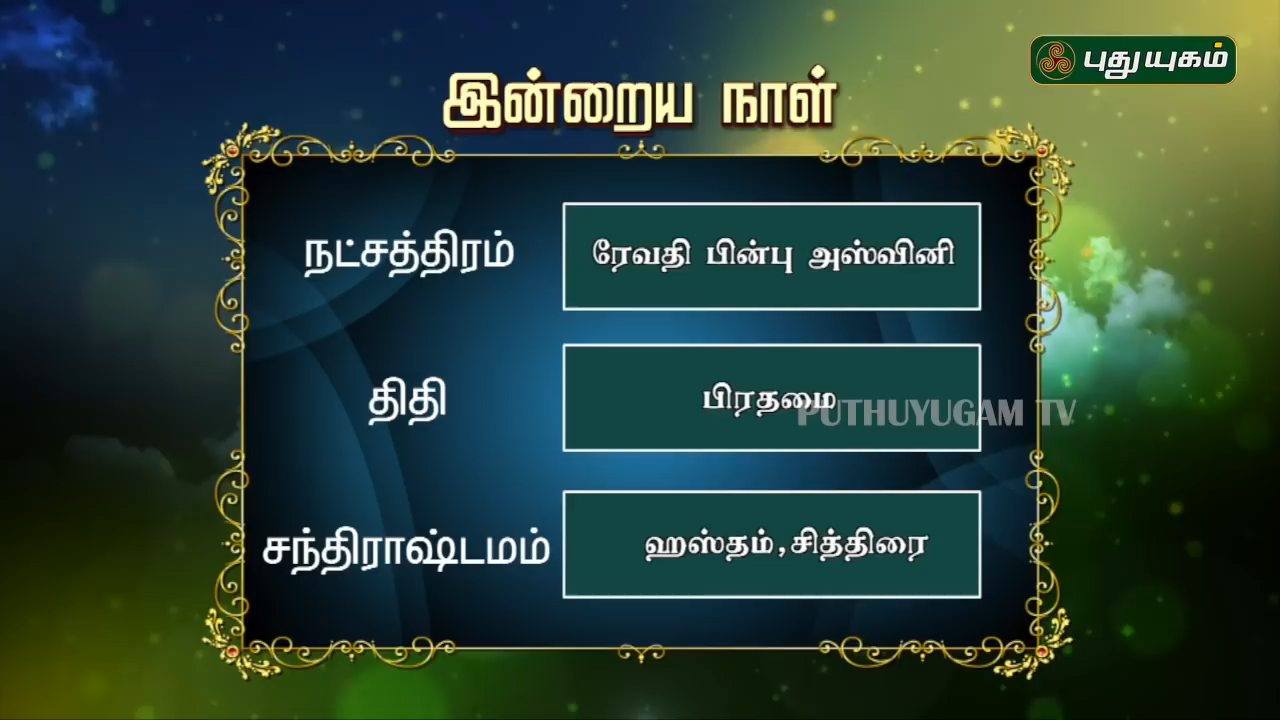 புதுயுகம்
இன்றைய நாள்
நட்சத்திரம்
ரேவதி பின்பு அஸ்வினி
திதி
பிரதமை
PUTHUYUGAM TV
சந்திராஷ்டமம்
ஹஸ்தம்,சித்திரை